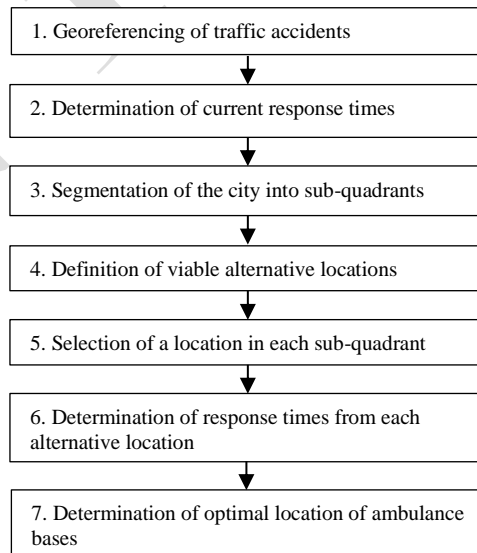 1. Georeferencing of traffic accidents
2. Determination of current response times
3. Segmentation of the city into sub-quadrants
4. Definition of viable alternative locations
5. Selection of a location in each sub-quadrant
6. Determination of response times from each
alternative location
7. Determination of optimal location of ambulance
bases